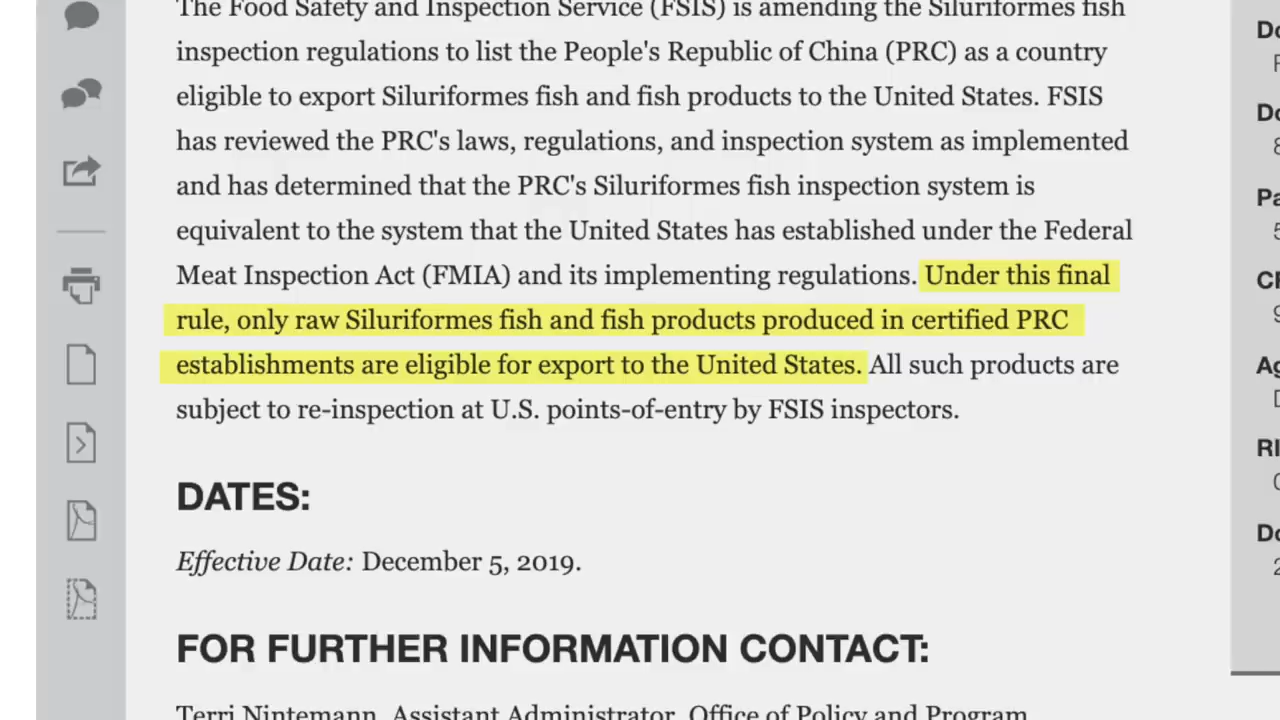 The Food Safety and Inspection Service (FSIS) is amending the Siluriformes fish
inspection regulations to list the People's Republic of China (PRC) as a country
eligible to export Siluriformes fish and fish products to the United States. FSIS
has reviewed the PRC's laws, regulations, and inspection system as implemented
and has determined that the PRC's Siluriformes fish inspection system is
equivalent to the system that the United States has established under the Federal
Meat Inspection Act (FMIA) and its implementing regulations. Under this final
rule, only raw Siluriformes fish and fish products produced in certified PRC
establishments are eligible for export to the United States. All such products are
subject to re-inspection at U.S. points-of-entry by FSIS inspectors.
DATES:
Effective Date: December 5, 2019.
FOR FURTHER INFORMATION CONTACT:
Terri Nintemann, Assistant Administrator, Office of Policy and Program